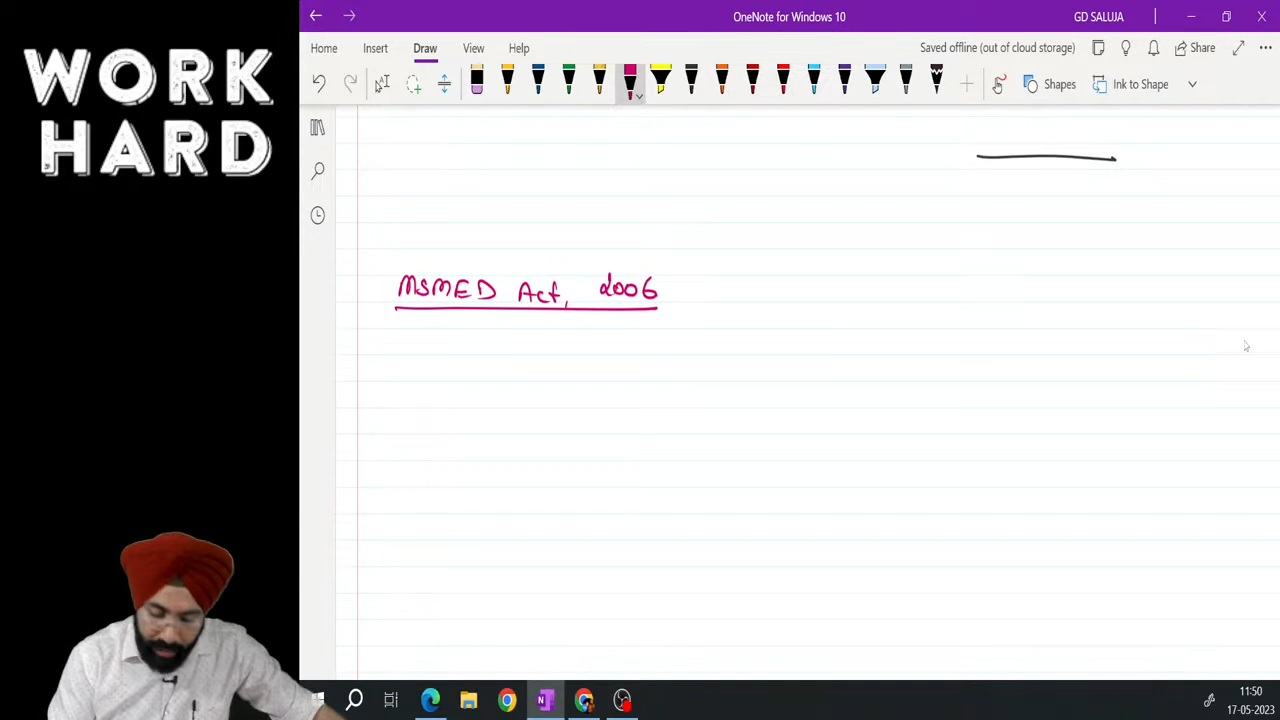 WORK
HARD
OneNote for Windows 10
GD SALUJA
Home Insert Draw View Help
Saved offline (out of cloud storage)
Share
Shapes
Ink to Shape
MSMED Act, 2006
11:50
17-05-2023